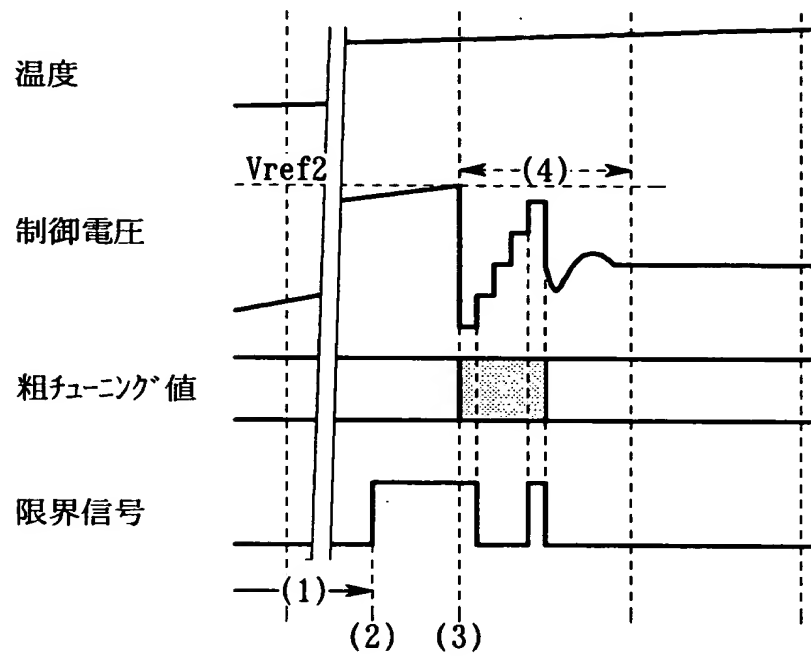 温度
Vref2
(4)
制御電圧
粗チューニング値
限界信号
(1)
(2)
(3)